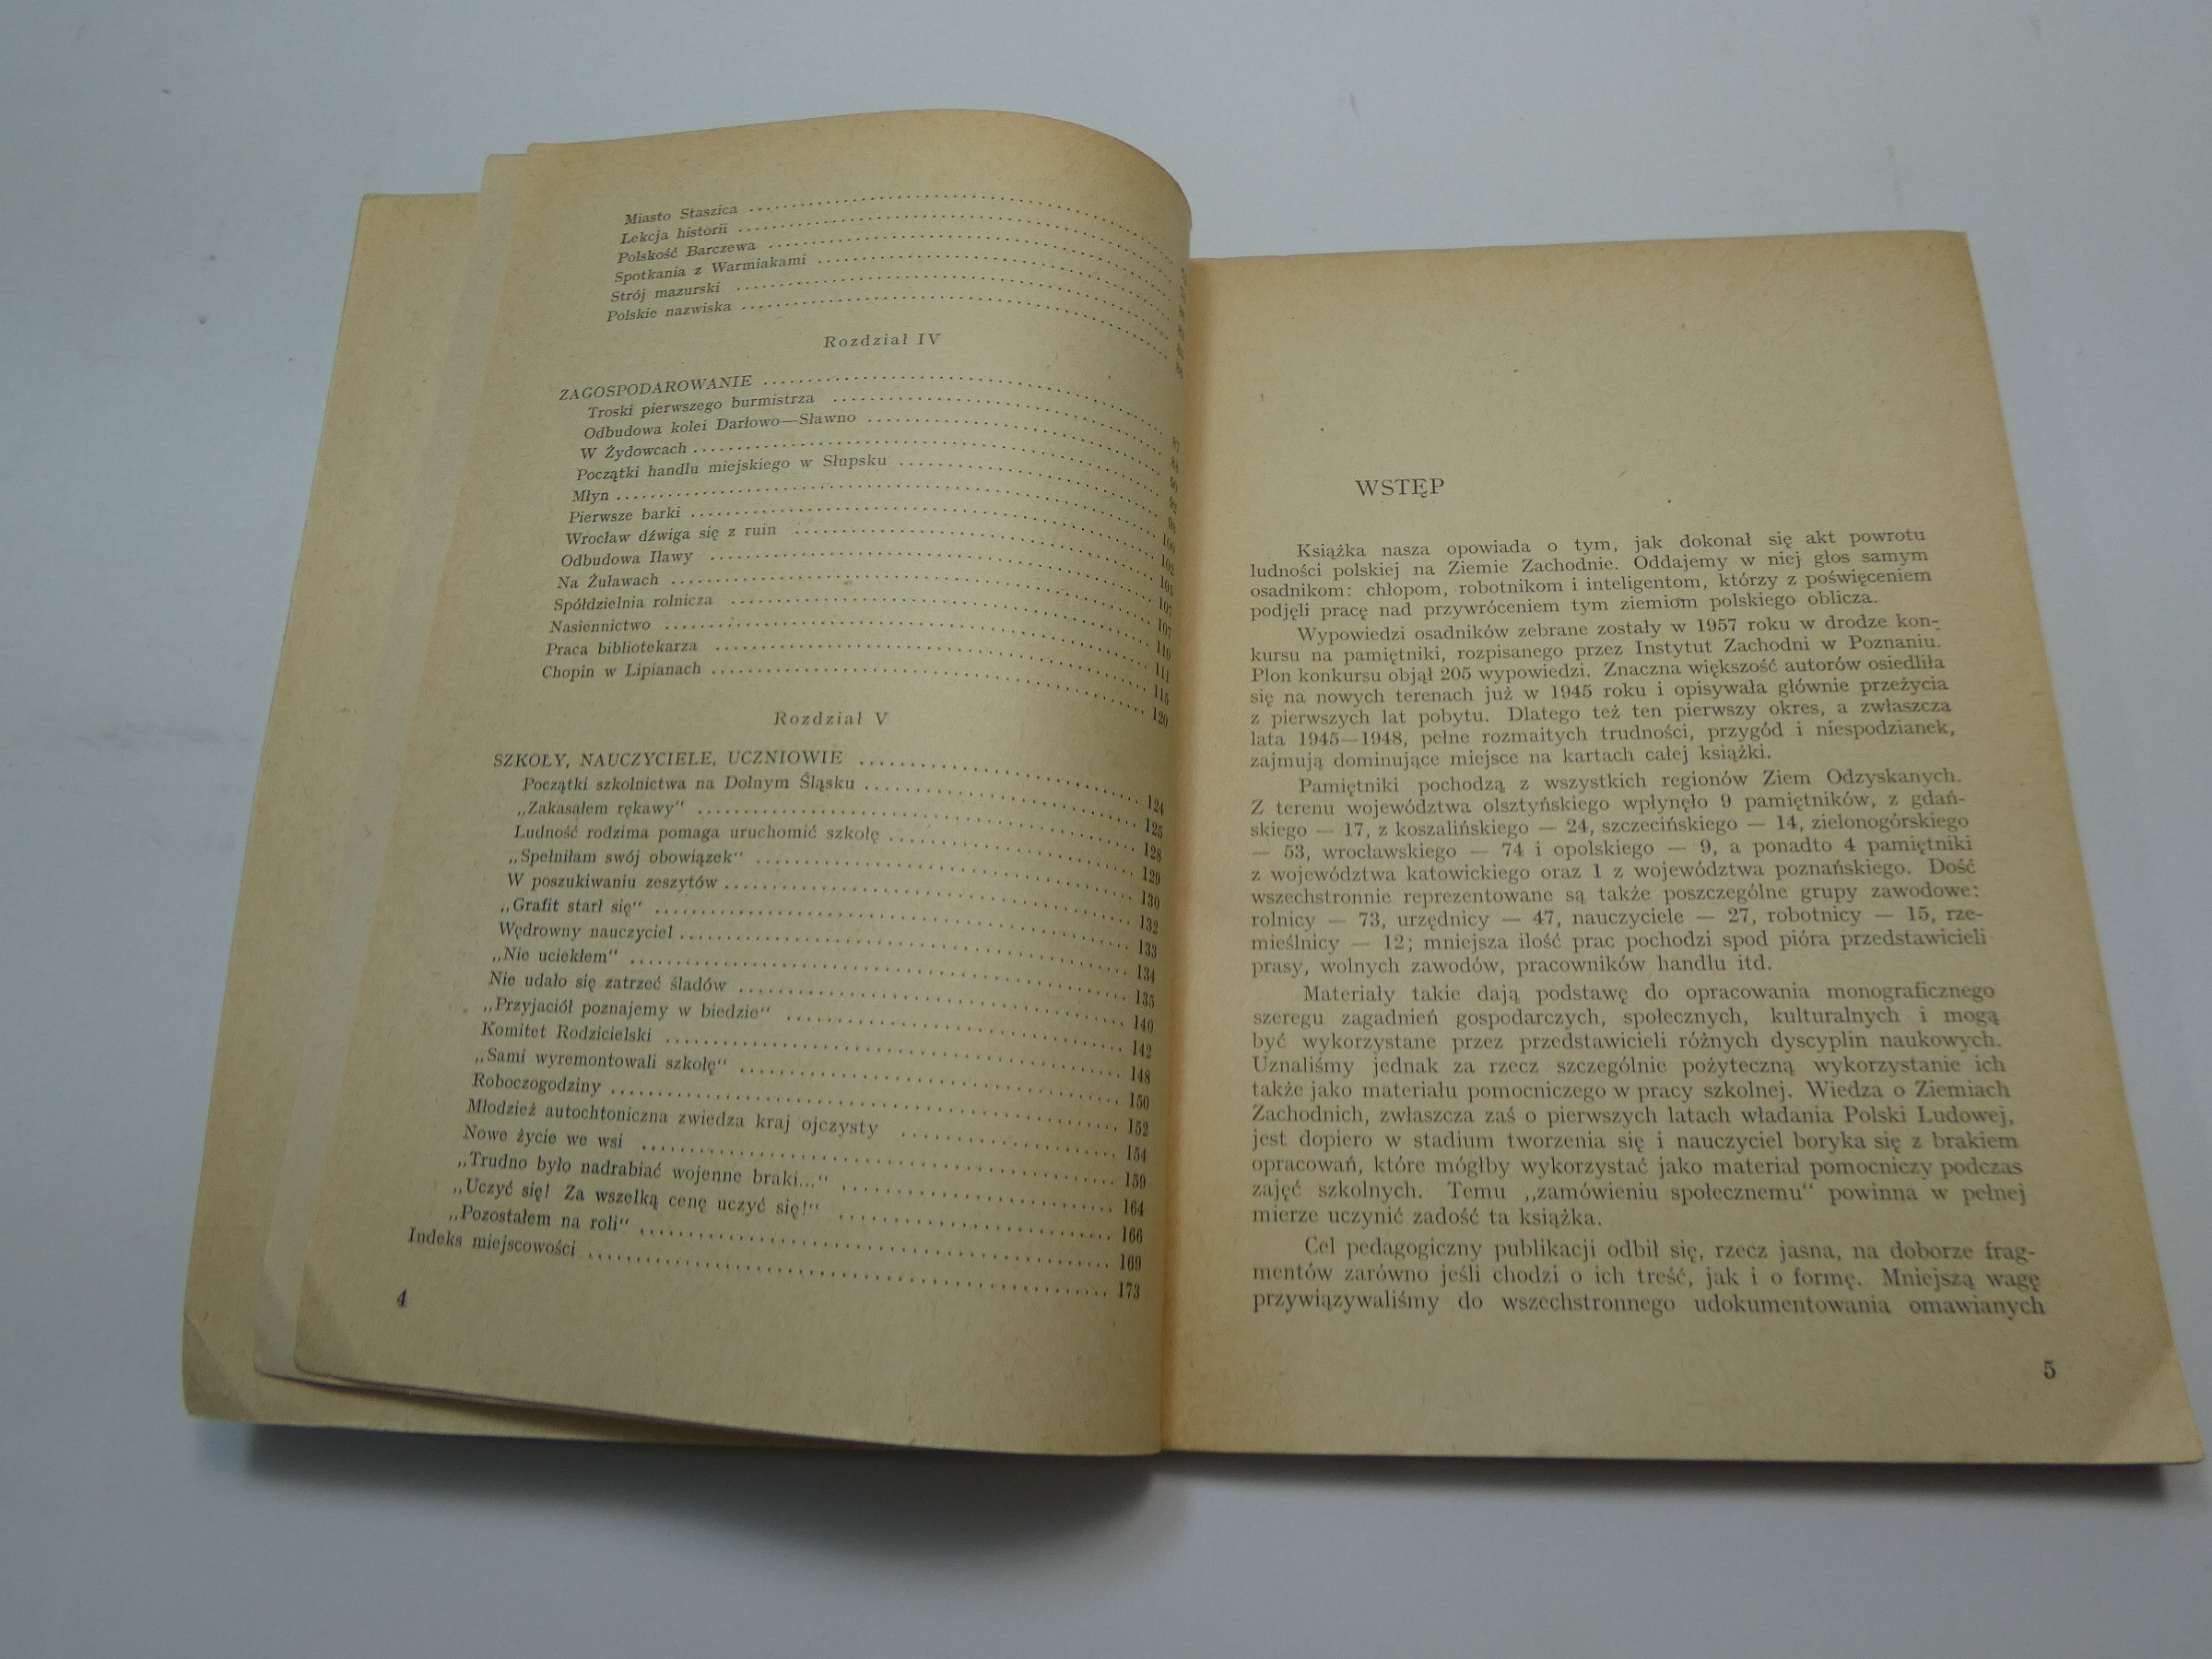 Miasto Staszica
Lekcja historii
Polskość Barczewa
Spotkania z Warmiakami
Strój mazurski
Polskie nazwiska
Rozdział IV
ZAGOSPODAROWANIE 87
Troski pierwszego burmistrza 88
Odbudowa kolei Darłowo—Sławno 90
W Żydowcach 92
Początki handlu miejskiego w Słupsku
Młyn 100
Pierwsze barki 102
Wrocław dźwiga się z ruin 105
Odbudowa Iławy 107
Na Żuławach 107
Spółdzielnia rolnicza 110
Nasiennictwo 111
Praca bibliotekarza 115
Chopin w Lipianach 120
Rozdział V
SZKOŁY, NAUCZYCIELE, UCZNIOWIE 124
Początki szkolnictwa na Dolnym Śląsku 125
„Zakasałem rękawy" 128
Ludność rodzima pomaga uruchomić szkołę 129
„Spełniłam swój obowiązek" 130
W poszukiwaniu zeszytów 132
„Grafit starł się" 133
Wędrowny nauczyciel 134
„Nie uciekłem" 135
Nie udało się zatrzeć śladów 140
„Przyjaciół poznajemy w biedzie" 142
Komitet Rodzicielski 148
„Sami wyremontowali szkołę" 150
Roboczogodziny 152
Młodzież autochtoniczna zwiedza kraj ojczysty 154
Nowe życie we wsi 159
„Trudno było nadrabiać wojenne braki..." 164
„Uczyć się! Za wszelką cenę uczyć się!" 166
„Pozostałem na roli" 169
Indeks miejscowości 173
4
WSTĘP
Książka nasza opowiada o tym, jak dokonał się akt powrotu
ludności polskiej na Ziemie Zachodnie. Oddajemy w niej głos samym
osadnikom: chłopom, robotnikom i inteligentom, którzy z poświęceniem
podjęli pracę nad przywróceniem tym ziemiom polskiego oblicza.
Wypowiedzi osadników zebrane zostały w 1957 roku w drodze kon-
kursu na pamiętniki, rozpisanego przez Instytut Zachodni w Poznaniu.
Plon konkursu objął 205 wypowiedzi. Znaczna większość autorów osiedliła
się na nowych terenach już w 1945 roku i opisywała głównie przeżycia
z pierwszych lat pobytu. Dlatego też ten pierwszy okres, a zwłaszcza
lata 1945—1948, pełne rozmaitych trudności, przygód i niespodzianek,
zajmują dominujące miejsce na kartach całej książki.
Pamiętniki pochodzą z wszystkich regionów Ziem Odzyskanych.
Z terenu województwa olsztyńskiego wpłynęło 9 pamiętników, z gdań-
skiego — 17, z koszalińskiego — 24, szczecińskiego — 14, zielonogórskiego
— 53, wrocławskiego — 74 i opolskiego — 9, a ponadto 4 pamiętniki
z województwa katowickiego oraz 1 z województwa poznańskiego. Dość
wszechstronnie reprezentowane są także poszczególne grupy zawodowe:
rolnicy — 73, urzędnicy — 47, nauczyciele — 27, robotnicy — 15, rze-
mieślnicy — 12; mniejsza ilość prac pochodzi spod pióra przedstawicieli
prasy, wolnych zawodów, pracowników handlu itd.
Materiały takie dają podstawę do opracowania monograficznego
szeregu zagadnień gospodarczych, społecznych, kulturalnych i mogą
być wykorzystane przez przedstawicieli różnych dyscyplin naukowych.
Uznaliśmy jednak za rzecz szczególnie pożyteczną wykorzystanie ich
także jako materiału pomocniczego w pracy szkolnej. Wiedza o Ziemiach
Zachodnich, zwłaszcza zaś o pierwszych latach władania Polski Ludowej,
jest dopiero w stadium tworzenia się i nauczyciel boryka się z brakiem
opracowań, które mógłby wykorzystać jako materiał pomocniczy podczas
zajęć szkolnych. Temu „zamówieniu społecznemu" powinna w pełnej
mierze uczynić zadość ta książka.
Cel pedagogiczny publikacji odbił się, rzecz jasna, na doborze frag-
mentów zarówno jeśli chodzi o ich treść, jak i o formę. Mniejszą wagę
przywiązywaliśmy do wszechstronnego udokumentowania omawianych
5